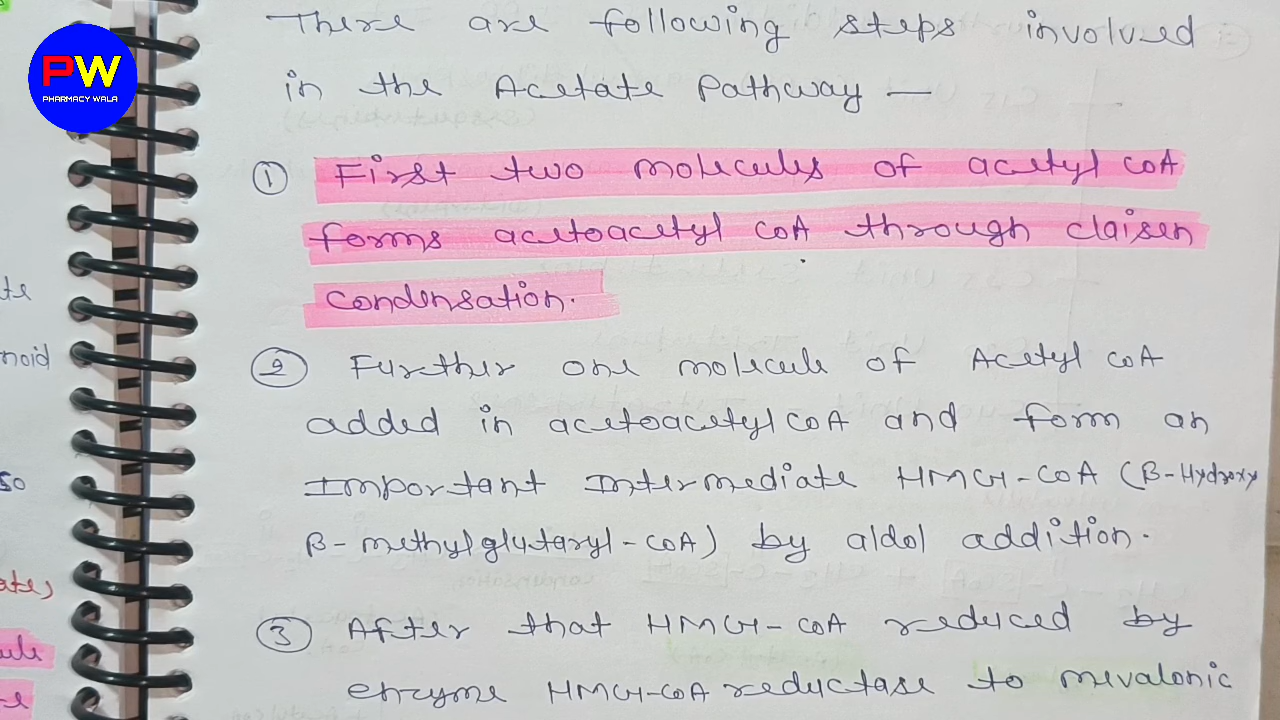 PW
PHARMACY WALA
There are following steps involved
in the Acetate Pathway —
① First two molecules of acetyl CoA
forms acetoacetyl CoA through claisen
condensation.
② Further one molecule of Acetyl CoA
added in acetoacetyl CoA and form an
Important Intermediate HMG-CoA (β-Hydroxy
β-methylglutaryl-CoA) by aldol addition.
③ After that HMG-CoA reduced by
enzyme HMG-CoA reductase to mevalonic